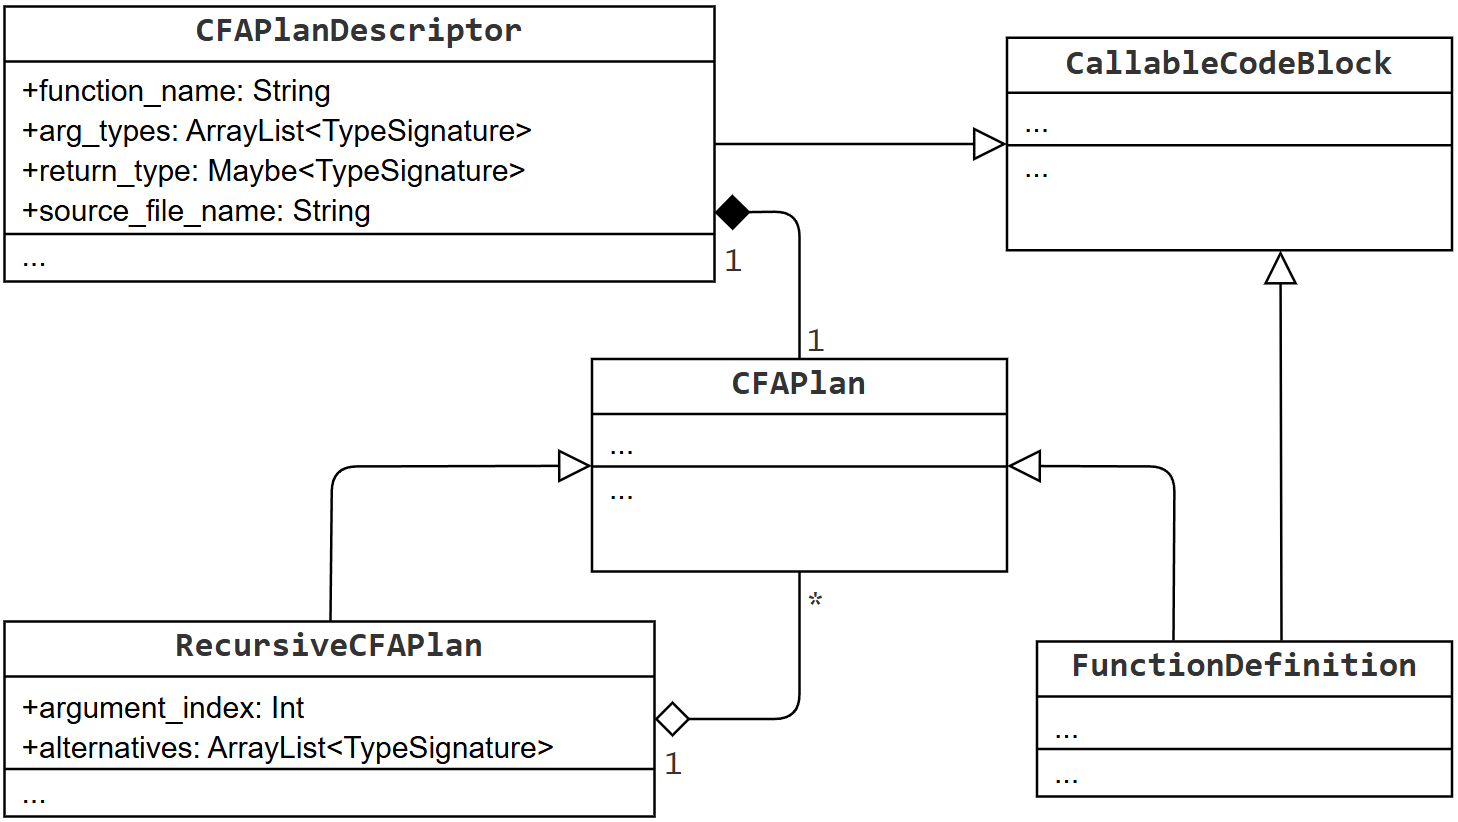 CFAPlanDescriptor
+function_name: String
+arg_types: ArrayList<TypeSignature>
+return_type: Maybe<TypeSignature>
+source_file_name: String
...
CallableCodeBlock
...
...
1
1
CFAPlan
...
...
*
RecursiveCFAPlan
+argument_index: Int
+alternatives: ArrayList<TypeSignature>
...
1
FunctionDefinition
...
...